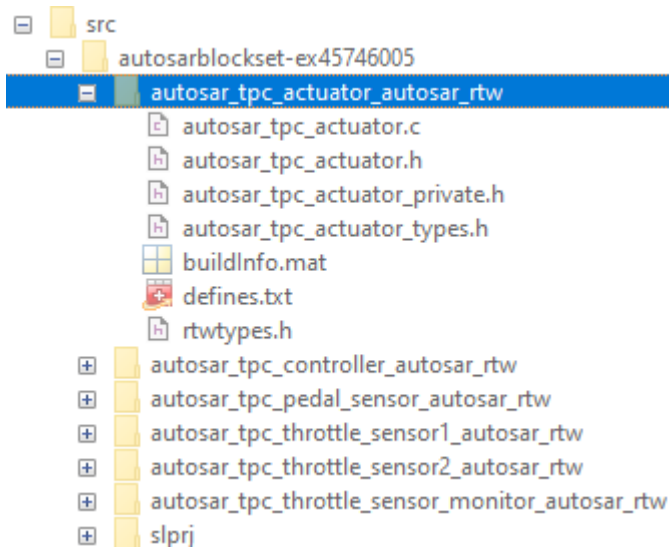 src
autosarblockset-ex45746005
autosar_tpc_actuator_autosar_rtw
autosar_tpc_actuator.c
autosar_tpc_actuator.h
autosar_tpc_actuator_private.h
autosar_tpc_actuator_types.h
buildInfo.mat
defines.txt
rtwtypes.h
autosar_tpc_controller_autosar_rtw
autosar_tpc_pedal_sensor_autosar_rtw
autosar_tpc_throttle_sensor1_autosar_rtw
autosar_tpc_throttle_sensor2_autosar_rtw
autosar_tpc_throttle_sensor_monitor_autosar_rtw
slprj